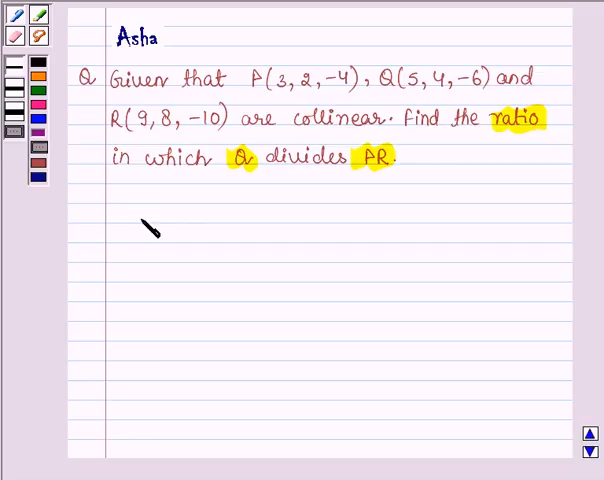 Asha
Q Given that P(3, 2, -4), Q(5, 4, -6) and
R(9, 8, -10) are collinear. Find the ratio
in which Q divides PR.